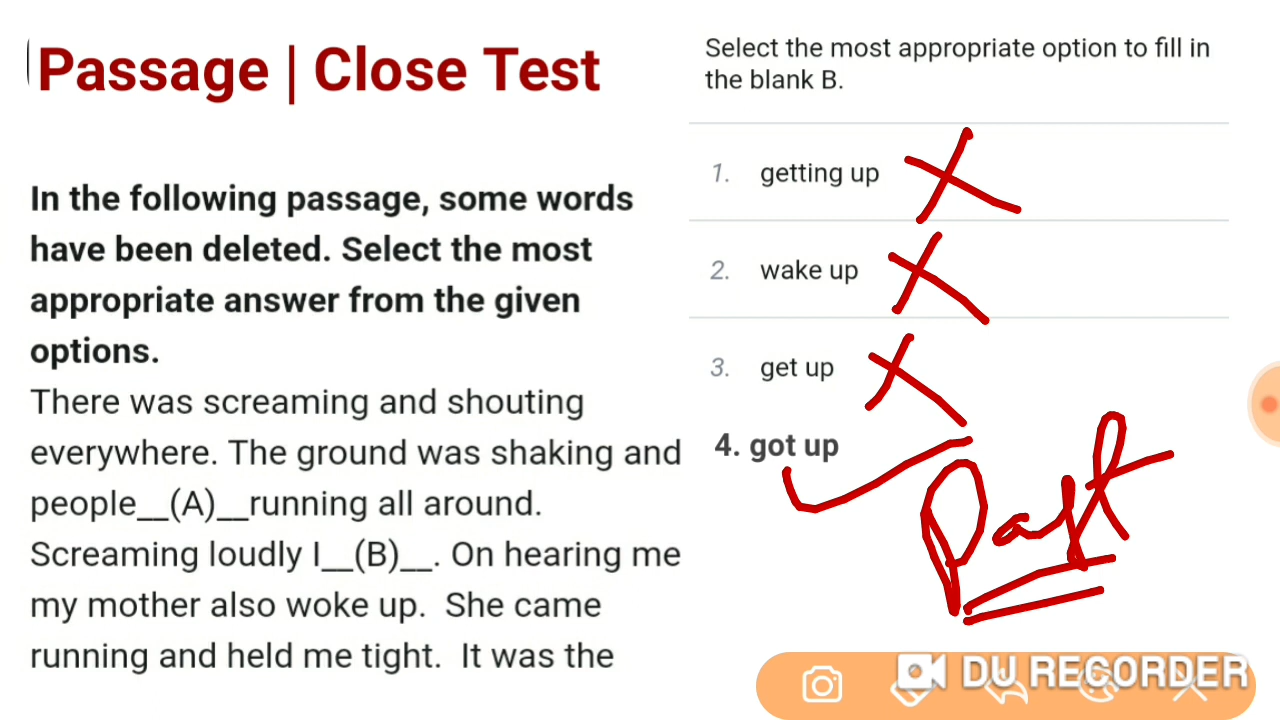 Passage | Close Test
In the following passage, some words
have been deleted. Select the most
appropriate answer from the given
options.
There was screaming and shouting
everywhere. The ground was shaking and
people__(A)__running all around.
Screaming loudly I__(B)__. On hearing me
my mother also woke up. She came
running and held me tight. It was the
Select the most appropriate option to fill in
the blank B.
1. getting up
2. wake up
3. get up
4. got up
Past
DU RECORDER